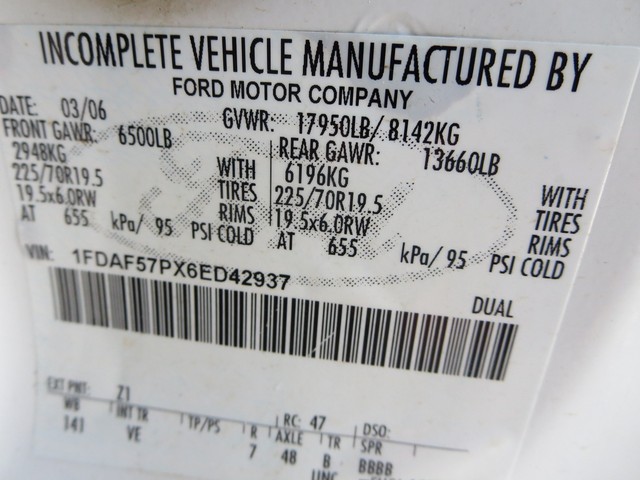 INCOMPLETE VEHICLE MANUFACTURED BY
FORD MOTOR COMPANY
DATE: 03/06 GVWR: 17950LB/ 8142KG
FRONT GAWR: 6500LB REAR GAWR: 13660LB
2948KG WITH 6196KG WITH
225/70R19.5 TIRES 225/70R19.5 TIRES
19.5x6.0RW RIMS 19.5x6.0RW RIMS
AT 655 kPa/ 95 PSI COLD AT 655 kPa/ 95 PSI COLD
VIN: 1FDAF57PX6ED42937
DUAL
EXT PNT: Z1 RC: 47 DSO:
WB INT TR TP/PS R AXLE TR SPR
141 VE 7 48 B BBBB